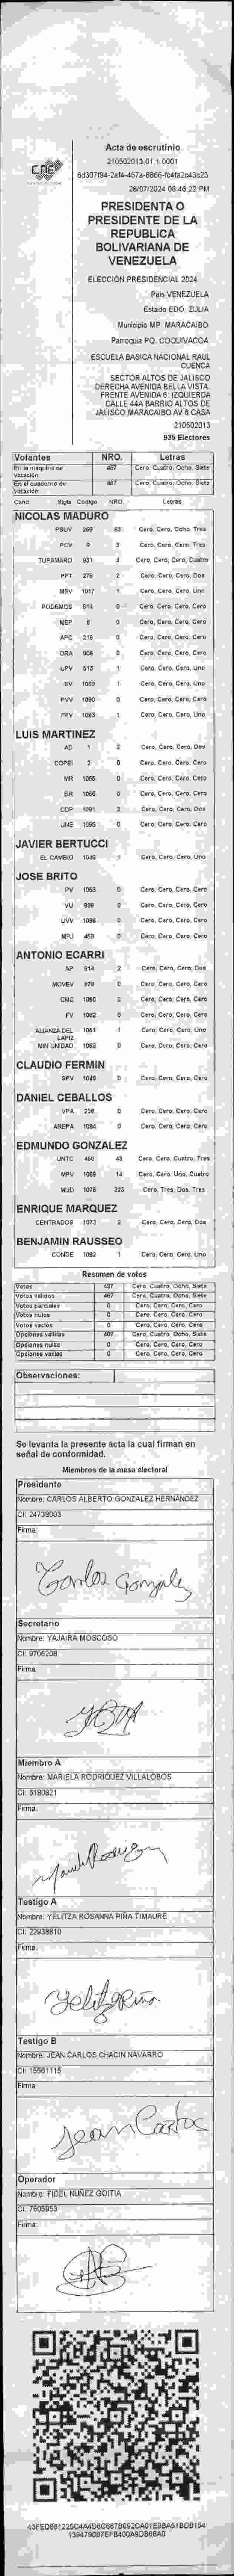 Acta de escrutinio
210502013.01.1.0001
28/07/2024 08:46:22 PM
CNE
PRESIDENTA O
PRESIDENTE DE LA
REPUBLICA
BOLIVARIANA DE
VENEZUELA
ELECCIÓN PRESIDENCIAL 2024
País VENEZUELA
Estado EDO. ZULIA
Municipio MP. MARACAIBO
Parroquia PQ. COQUIVACOA
ESCUELA BASICA NACIONAL RAUL
CUENCA
SECTOR ALTOS DE JALISCO
DERECHA AVENIDA BELLA VISTA.
FRENTE AVENIDA 6. IZQUIERDA
CALLE 44A BARRIO ALTOS DE
JALISCO MARACAIBO AV 6 CASA
210502013
935 Electores
Votantes NRO. Letras
En la máquina de votación 487 Cero, Cuatro, Ocho, Siete
En el cuaderno de votación 487 Cero, Cuatro, Ocho, Siete
Cand Sigla Código NRO. Letras
NICOLAS MADURO
PSUV 269 83 Cero, Cero, Ocho, Tres
PCV 9 3 Cero, Cero, Cero, Tres
TUPAMARO 931 4 Cero, Cero, Cero, Cuatro
PPT 275 2 Cero, Cero, Cero, Dos
MSV 1017 1 Cero, Cero, Cero, Uno
PODEMOS 514 0 Cero, Cero, Cero, Cero
MEP 6 0 Cero, Cero, Cero, Cero
APC 219 0 Cero, Cero, Cero, Cero
ORA 906 0 Cero, Cero, Cero, Cero
UPV 513 1 Cero, Cero, Cero, Uno
EV 1089 1 Cero, Cero, Cero, Uno
PVV 1090 0 Cero, Cero, Cero, Cero
PFV 1093 1 Cero, Cero, Cero, Uno
LUIS MARTINEZ
AD 1 2 Cero, Cero, Cero, Dos
COPEI 2 0 Cero, Cero, Cero, Cero
MR 1065 0 Cero, Cero, Cero, Cero
BR 1066 0 Cero, Cero, Cero, Cero
DDP 1091 2 Cero, Cero, Cero, Dos
UNE 1095 0 Cero, Cero, Cero, Cero
JAVIER BERTUCCI
EL CAMBIO 1049 1 Cero, Cero, Cero, Uno
JOSE BRITO
PV 1053 0 Cero, Cero, Cero, Cero
VU 0 Cero, Cero, Cero, Cero
UVV 1096 0 Cero, Cero, Cero, Cero
MPJ 450 0 Cero, Cero, Cero, Cero
ANTONIO ECARRI
AP 814 2 Cero, Cero, Cero, Dos
MOVEV 978 0 Cero, Cero, Cero, Cero
CMC 1060 0 Cero, Cero, Cero, Cero
FV 1062 0 Cero, Cero, Cero, Cero
ALIANZA DEL LAPIZ 1051 1 Cero, Cero, Cero, Uno
MIN UNIDAD 1068 0 Cero, Cero, Cero, Cero
CLAUDIO FERMIN
SPV 1049 0 Cero, Cero, Cero, Cero
DANIEL CEBALLOS
VPA 236 0 Cero, Cero, Cero, Cero
AREPA 1084 0 Cero, Cero, Cero, Cero
EDMUNDO GONZALEZ
UNTC 450 43 Cero, Cero, Cuatro, Tres
MPV 1059 14 Cero, Cero, Uno, Cuatro
MUD 1075 323 Cero, Tres, Dos, Tres
ENRIQUE MARQUEZ
CENTRADOS 1073 2 Cero, Cero, Cero, Dos
BENJAMIN RAUSSEO
CONDE 1092 1 Cero, Cero, Cero, Uno
Resumen de votos
Votos 487 Cero, Cuatro, Ocho, Siete
Votos válidos 487 Cero, Cuatro, Ocho, Siete
Votos parciales 0 Cero, Cero, Cero, Cero
Votos nulos 0 Cero, Cero, Cero, Cero
Votos vacíos 0 Cero, Cero, Cero, Cero
Opciones válidas 487 Cero, Cuatro, Ocho, Siete
Opciones nulas 0 Cero, Cero, Cero, Cero
Opciones vacías 0 Cero, Cero, Cero, Cero
Observaciones:
Se levanta la presente acta la cual firman en
señal de conformidad.
Miembros de la mesa electoral
Presidente
Nombre: CARLOS ALBERTO GONZALEZ HERNANDEZ
CI: 24738003
Firma:
Carlos Gonzalez
Secretario
Nombre: YAJAIRA MOSCOSO
CI: 9706208
Firma:
Miembro A
Nombre: MARIELA RODRIQUEZ VILLALOBOS
CI: 6180821
Firma:
Testigo A
Nombre: YELITZA ROSANNA PIÑA TIMAURE
CI: 22938810
Firma:
Yelitza Piña
Testigo B
Nombre: JEAN CARLOS CHACIN NAVARRO
CI: 15561115
Firma:
Jean Carlos
Operador
Nombre: FIDEL NUÑEZ GOITIA
CI: 7605953
Firma: